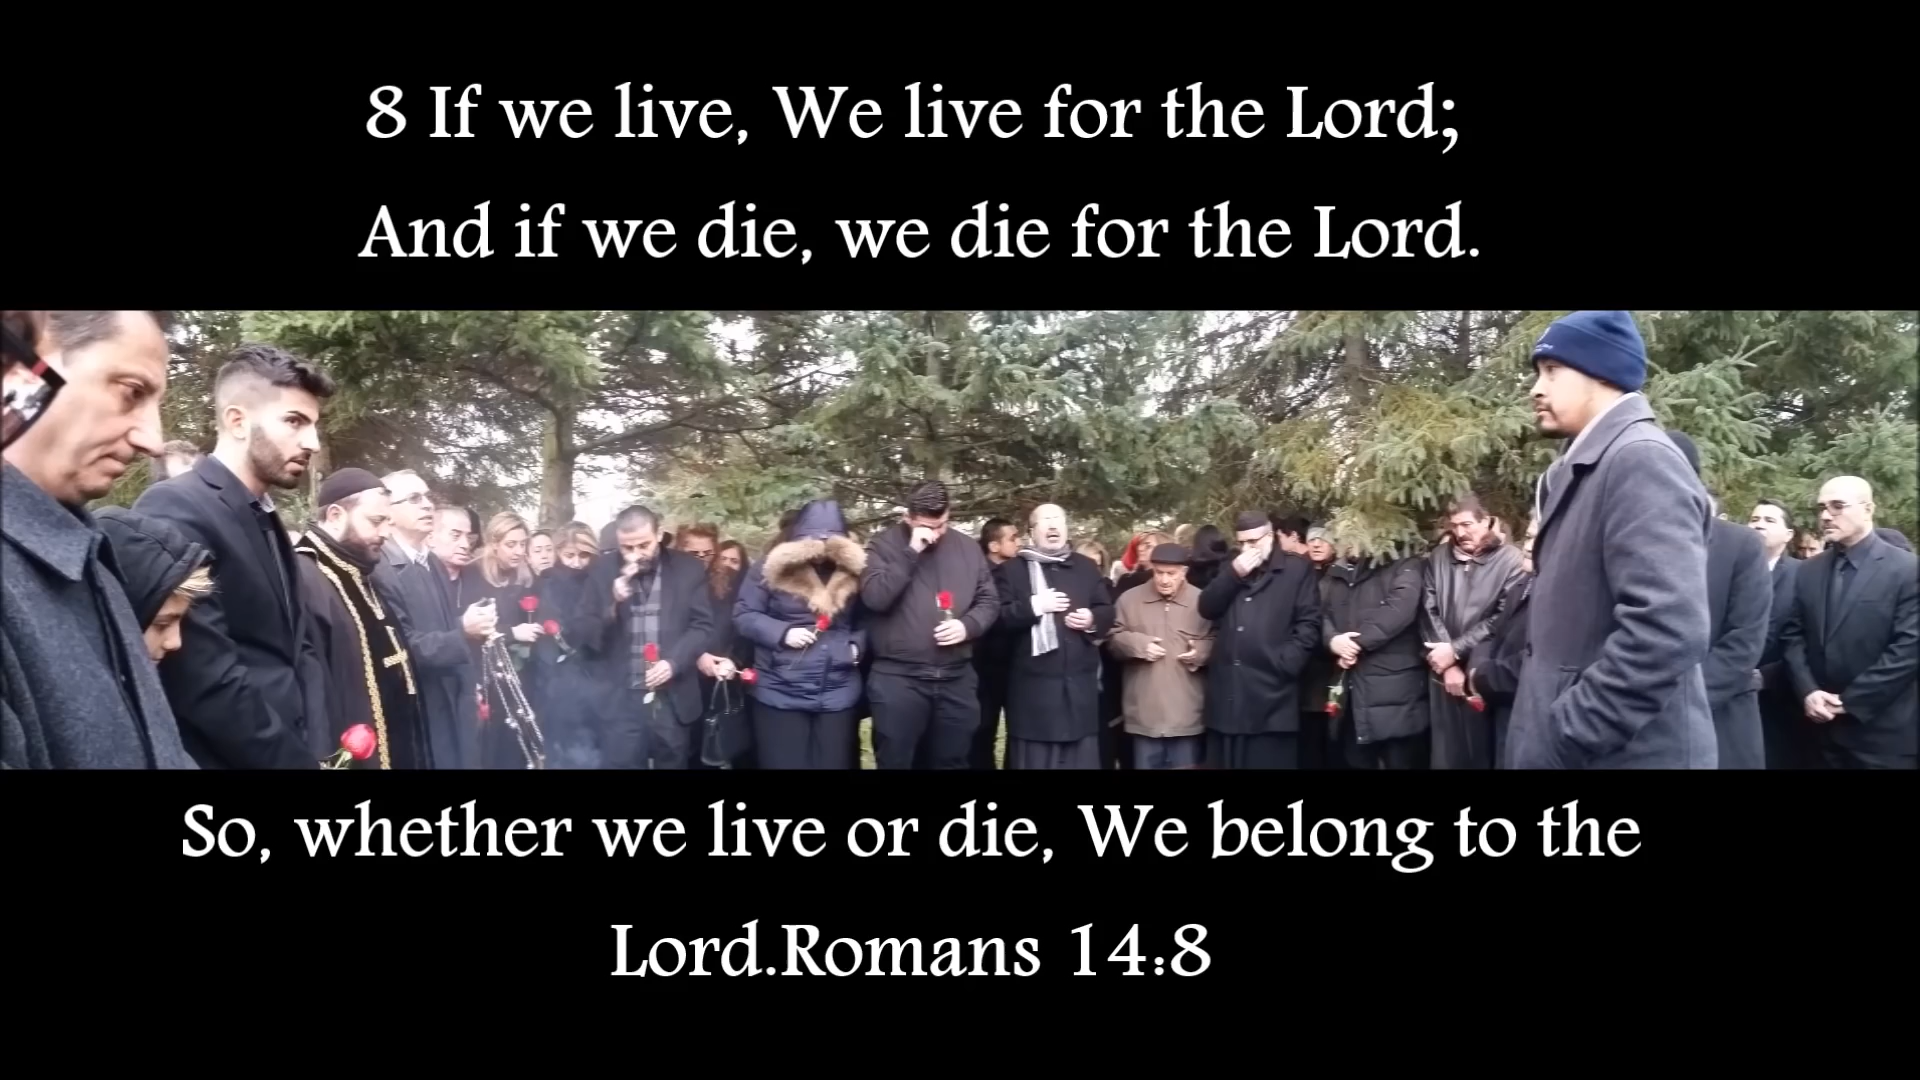 8 If we live, We live for the Lord;
And if we die, we die for the Lord.
So, whether we live or die, We belong to the
Lord.Romans 14:8